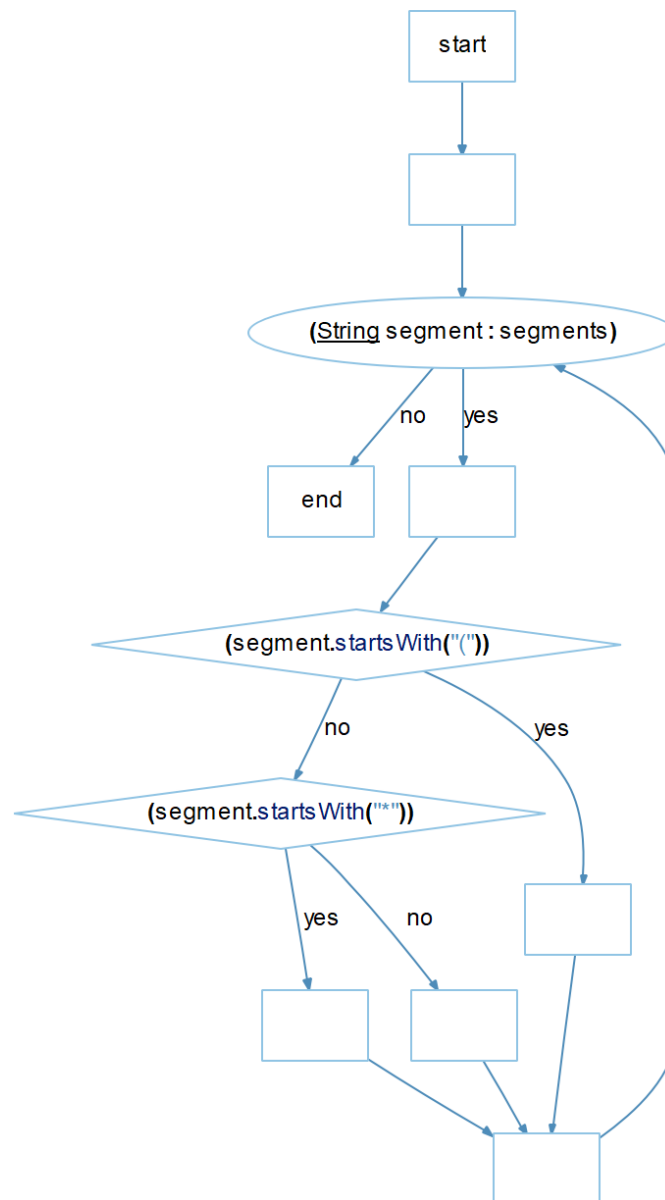 start
(String segment : segments)
no
yes
end
(segment.startsWith("("))
no
yes
(segment.startsWith("*"))
yes
no